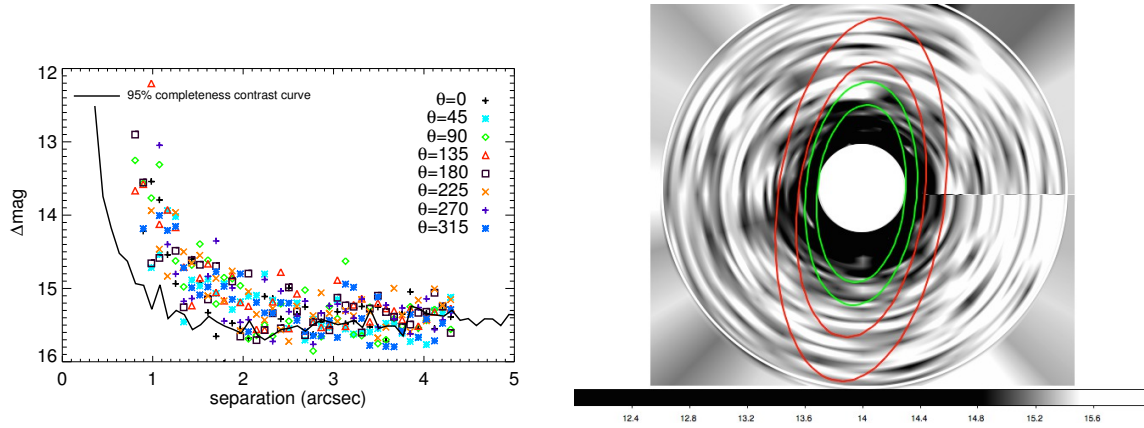 12
13
14
15
16
Δmag
95% completeness contrast curve
θ=0
θ=45
θ=90
θ=135
θ=180
θ=225
θ=270
θ=315
0 1 2 3 4 5
separation (arcsec)
12.4 12.8 13.2 13.6 14 14.4 14.8 15.2 15.6